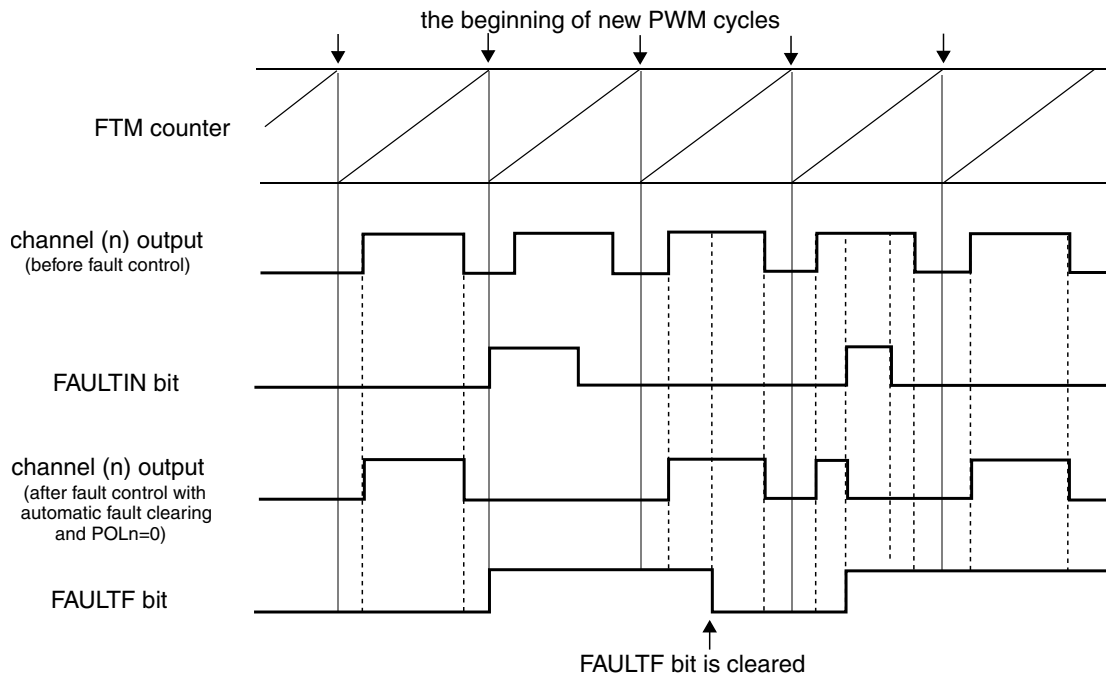 the beginning of new PWM cycles
FTM counter
channel (n) output
(before fault control)
FAULTIN bit
channel (n) output
(after fault control with
automatic fault clearing
and POLn=0)
FAULTF bit
FAULTF bit is cleared